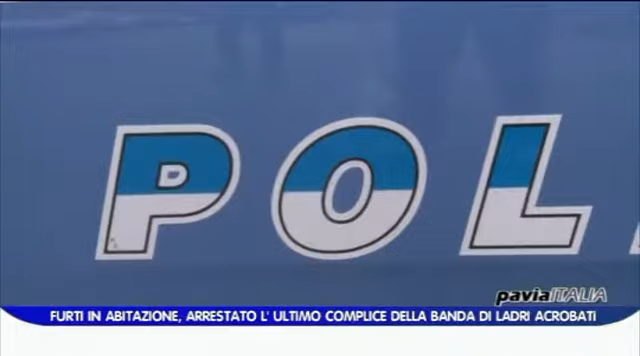 POL
paviaITALIA
FURTI IN ABITAZIONE, ARRESTATO L' ULTIMO COMPLICE DELLA BANDA DI LADRI ACROBATI